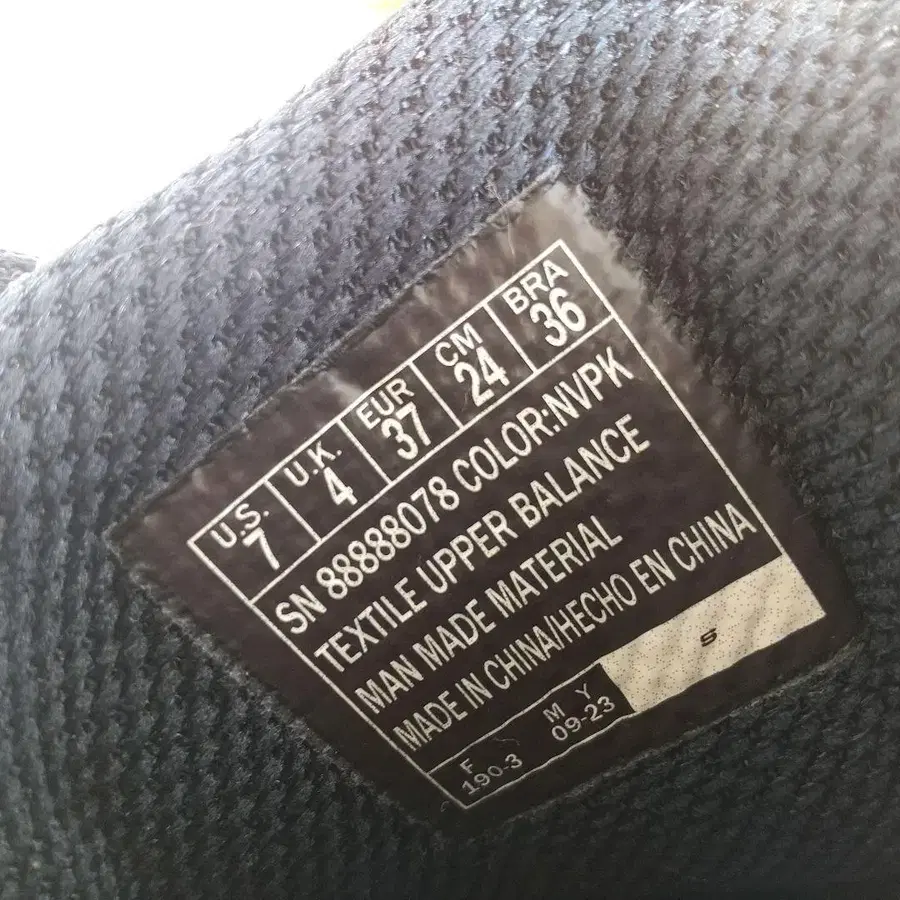 U.S. U.K. EUR CM BRA
7 4 37 24 36
SN 88888078 COLOR:NVPK
TEXTILE UPPER BALANCE
MAN MADE MATERIAL
MADE IN CHINA/HECHO EN CHINA
F M Y
190-3 09-23
S